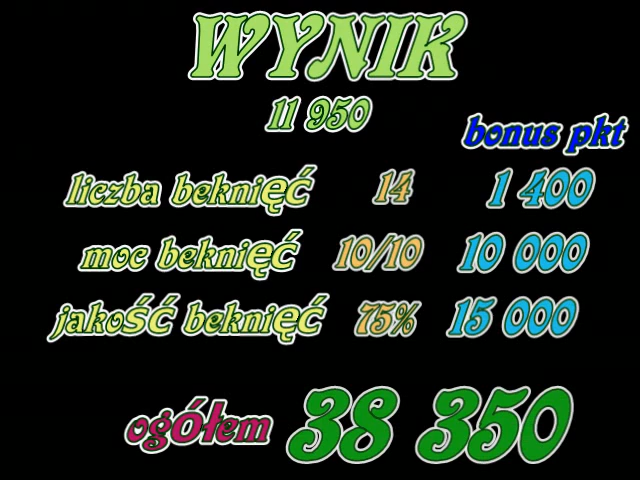 WYNIK
11 950
bonus pkt
liczba beknięć 14 1 400
moc beknięć 10/10 10 000
jakość beknięć 75% 15 000
ogółem 38 350